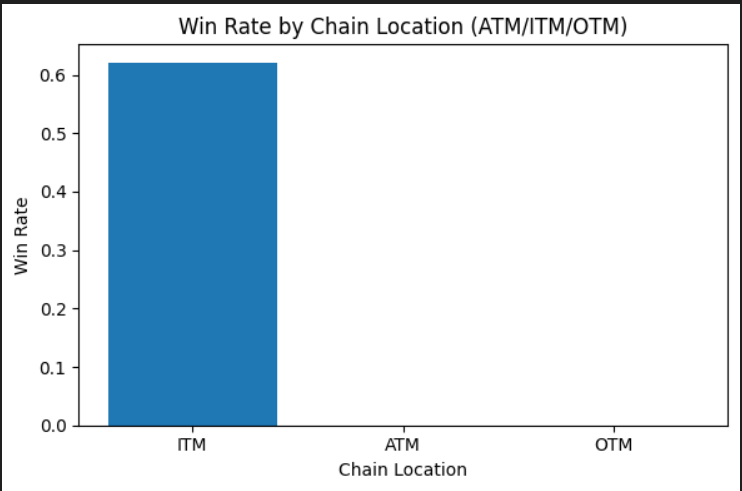 Win Rate by Chain Location (ATM/ITM/OTM)
Win Rate
0.6
0.5
0.4
0.3
0.2
0.1
0.0
ITM ATM OTM
Chain Location